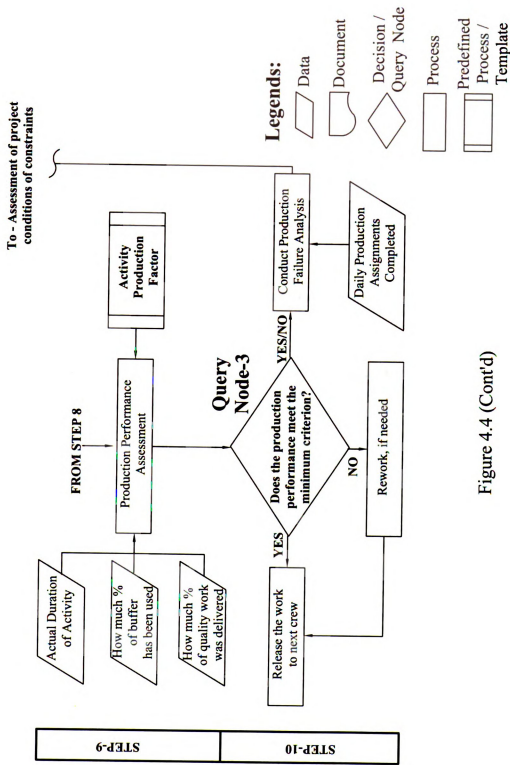 To - Assessment of project
conditions of constraints
STEP-9
FROM STEP 8
Actual Duration
of Activity
How much %
of buffer
has been used
How much %
of quality work
was delivered
Production Performance
Assessment
Activity
Production
Factor
STEP-10
Query
Node-3
Does the production
performance meet the
minimum criterion?
YES
NO
YES/NO
Release the work
to next crew
Rework, if needed
Conduct Production
Failure Analysis
Daily Production
Assignments
Completed
Legends:
Data
Document
Decision /
Query Node
Process
Predefined
Process /
Template
Figure 4.4 (Cont'd)